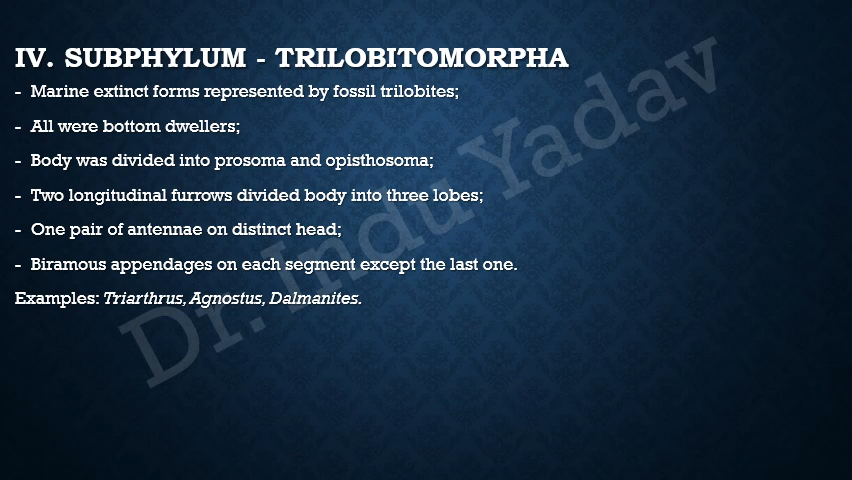 IV. SUBPHYLUM - TRILOBITOMORPHA
- Marine extinct forms represented by fossil trilobites;
- All were bottom dwellers;
- Body was divided into prosoma and opisthosoma;
- Two longitudinal furrows divided body into three lobes;
- One pair of antennae on distinct head;
- Biramous appendages on each segment except the last one.
Examples: Triarthrus, Agnostus, Dalmanites.
Dr. Indu Yadav